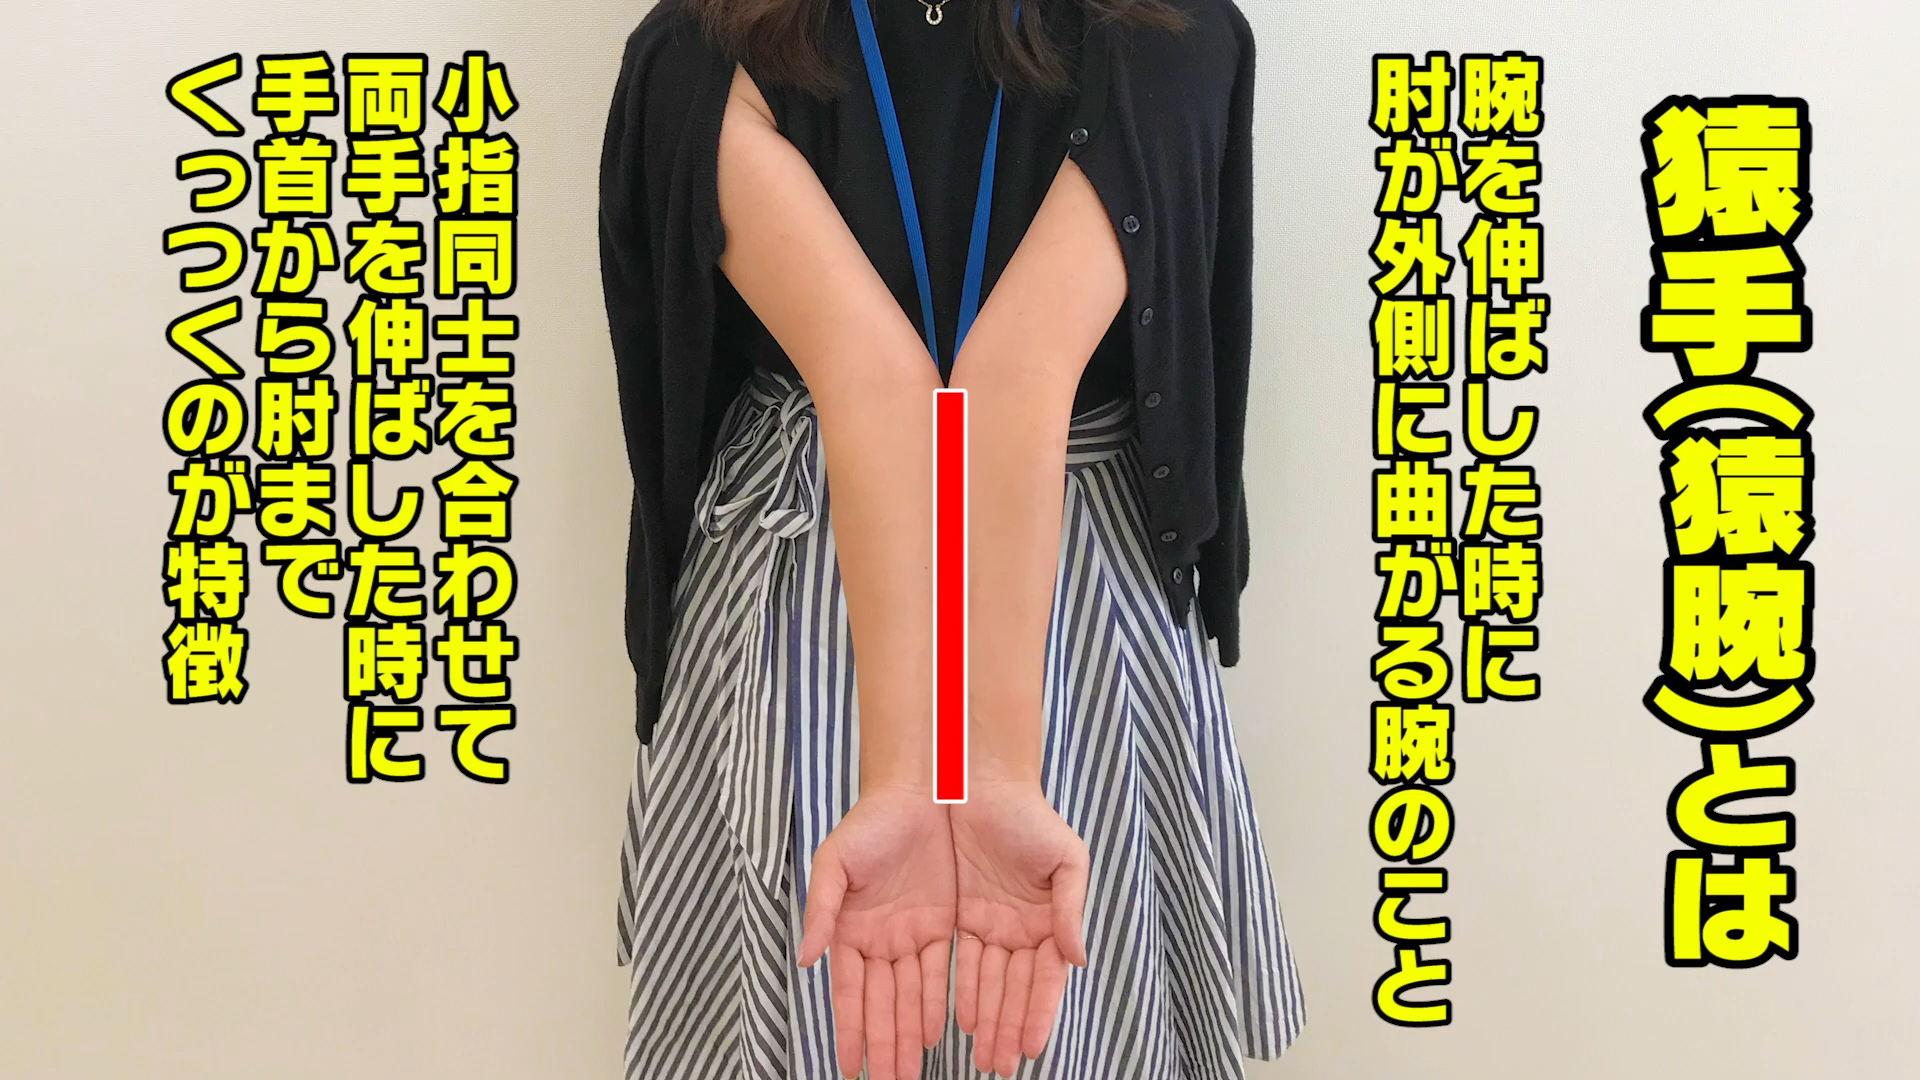 猿手(猿腕)とは
腕を伸ばした時に
肘が外側に曲がる腕のこと
小指同士を合わせて
両手を伸ばした時に
手首から肘まで
くっつくのが特徴